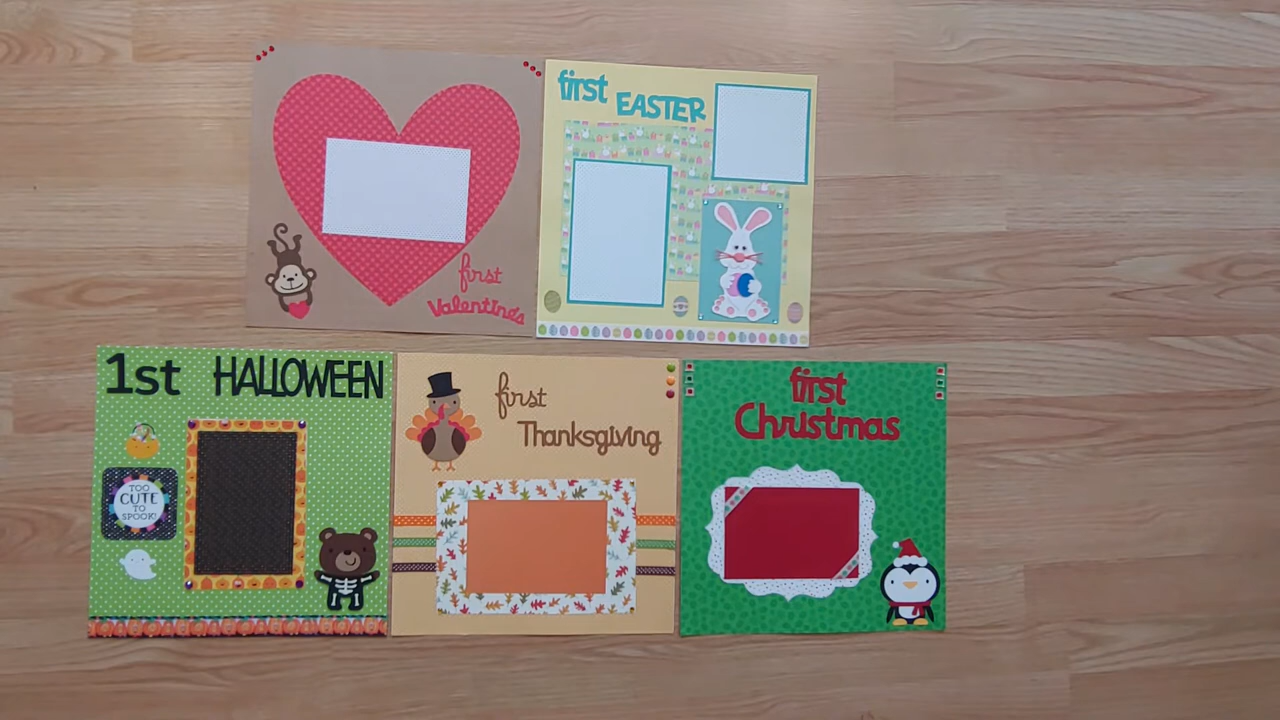 first
Valentines
first
EASTER
1st HALLOWEEN
TOO
CUTE
TO
SPOOK!
first
Thanksgiving
first
Christmas